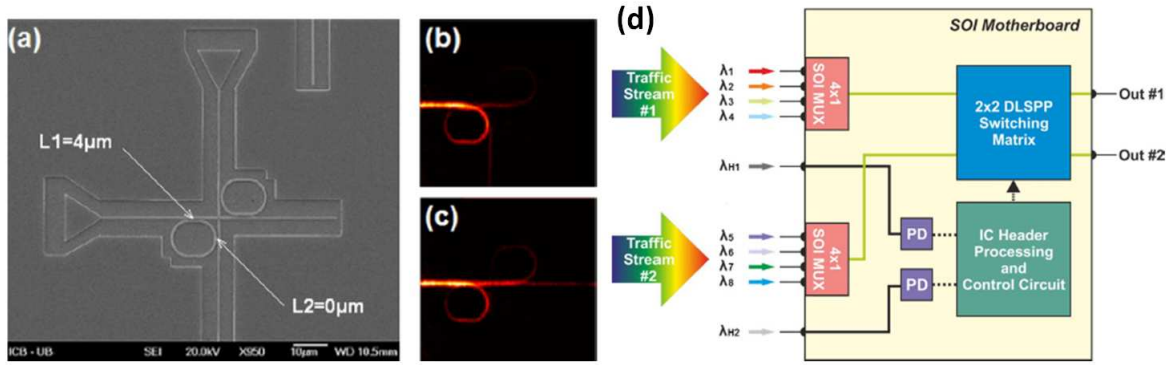 (a)
L1=4μm
L2=0μm
ICB - UB SEI 20.0kV X950 10μm WD 10.5mm
(b)
(c)
(d)
SOI Motherboard
Traffic
Stream
#1
λ1
λ2
λ3
λ4
SOI MUX
4x1
2x2 DLSPP
Switching
Matrix
Out #1
Out #2
λH1
Traffic
Stream
#2
λ5
λ6
λ7
λ8
SOI MUX
4x1
PD
PD
IC Header
Processing
and
Control Circuit
λH2